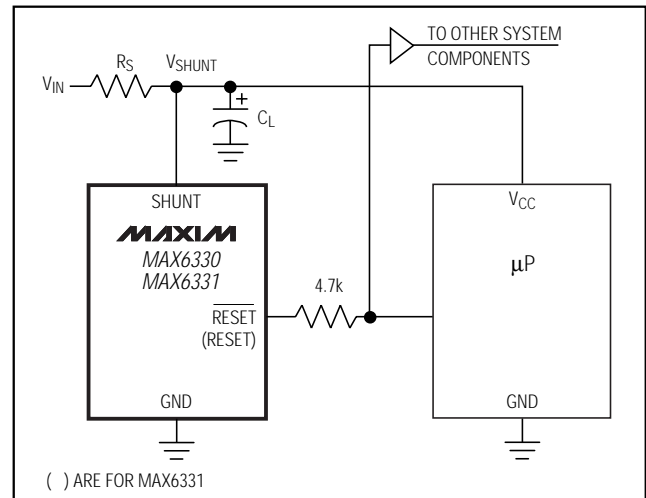 TO OTHER SYSTEM
COMPONENTS
RS
VSHUNT
VIN
+
CL
SHUNT
VCC
MAXIM
MAX6330
MAX6331
µP
4.7k
RESET
(RESET)
GND
GND
( ) ARE FOR MAX6331